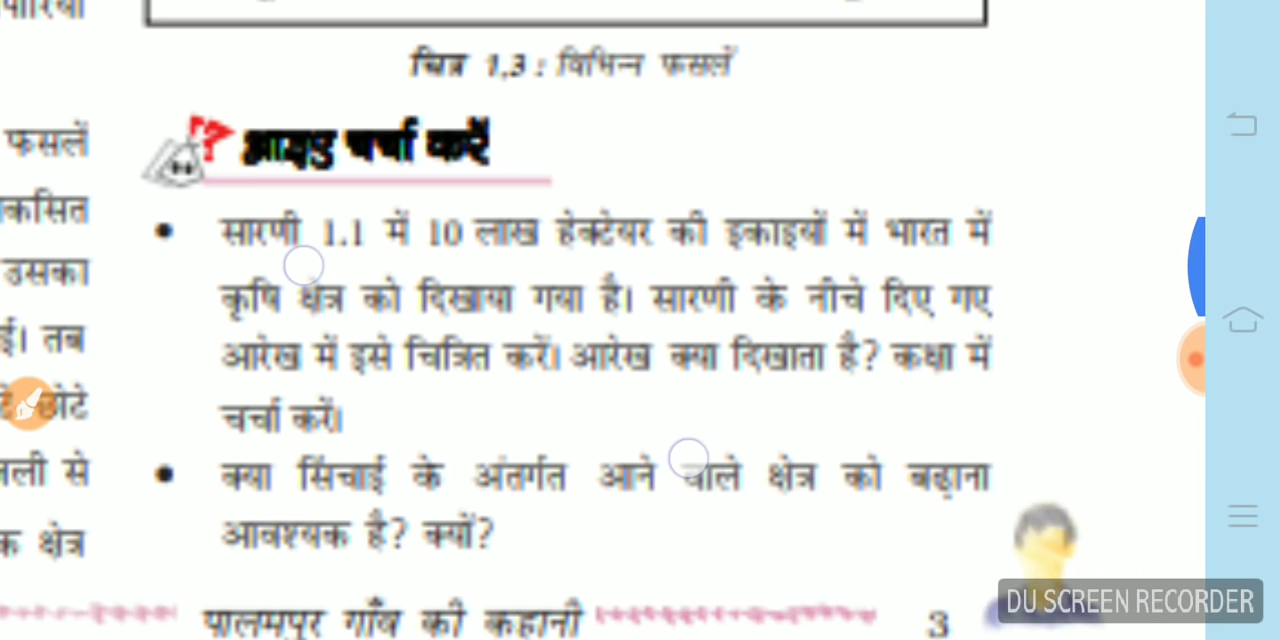 चित्र 1.3 : विभिन्न फसलें
आइए चर्चा करें
फसलें
सारणी 1.1 में 10 लाख हेक्टेयर की इकाइयों में भारत में
कृषि क्षेत्र को दिखाया गया है। सारणी के नीचे दिए गए
उसका
आरेख में इसे चित्रित करें। आरेख क्या दिखाता है? कक्षा में
तब
चर्चा करें।
छोटे
• क्या सिंचाई के अंतर्गत आने वाले क्षेत्र को बढ़ाना
से
आवश्यक है? क्यों?
क्षेत्र
पालमपुर गाँव की कहानी 3
DU SCREEN RECORDER